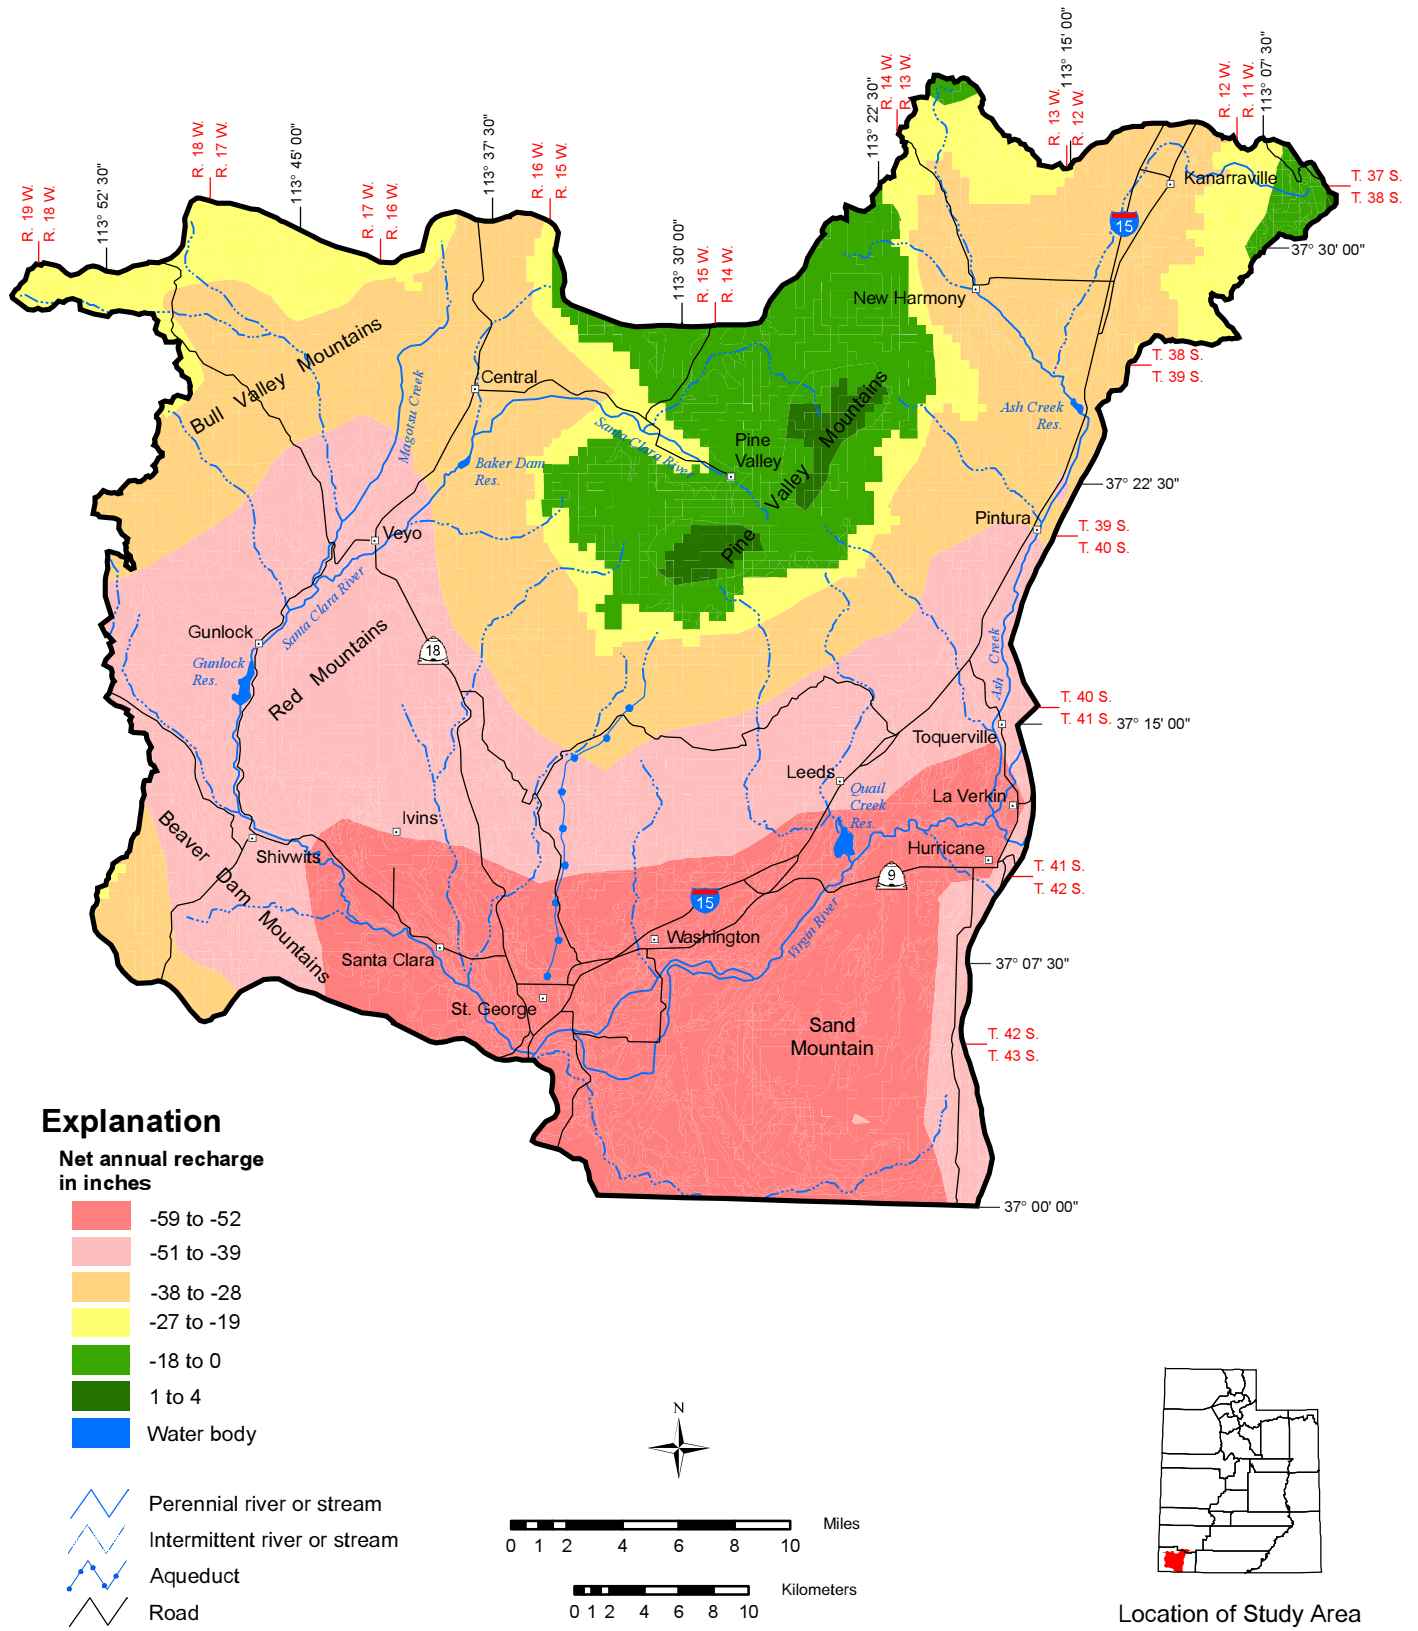 R. 19 W.
R. 18 W.
113° 52' 30"
R. 18 W.
R. 17 W.
113° 45' 00"
R. 17 W.
R. 16 W.
113° 37' 30"
R. 16 W.
R. 15 W.
113° 30' 00"
R. 15 W.
R. 14 W.
113° 22' 30"
R. 14 W.
R. 13 W.
113° 15' 00"
R. 13 W.
R. 12 W.
R. 12 W.
R. 11 W.
113° 07' 30"
T. 37 S.
T. 38 S.
37° 30' 00"
T. 38 S.
T. 39 S.
37° 22' 30"
T. 39 S.
T. 40 S.
T. 40 S.
T. 41 S.
37° 15' 00"
T. 41 S.
T. 42 S.
37° 07' 30"
T. 42 S.
T. 43 S.
37° 00' 00"
Kanarraville
15
New Harmony
Bull Valley Mountains
Central
Magotsu Creek
Santa Clara River
Pine
Valley
Pine Valley Mountains
Ash Creek
Res.
Baker Dam
Res.
Veyo
Pintura
Santa Clara River
Gunlock
Gunlock
Res.
Red Mountains
18
Ash Creek
Toquerville
Leeds
Quail
Creek
Res.
La Verkin
Ivins
Shivwits
Hurricane
9
Beaver Dam Mountains
15
Washington
Virgin River
Santa Clara
St. George
Sand
Mountain
Explanation
Net annual recharge
in inches
-59 to -52
-51 to -39
-38 to -28
-27 to -19
-18 to 0
1 to 4
Water body
Perennial river or stream
Intermittent river or stream
Aqueduct
Road
N
0 1 2 4 6 8 10 Miles
0 1 2 4 6 8 10 Kilometers
Location of Study Area